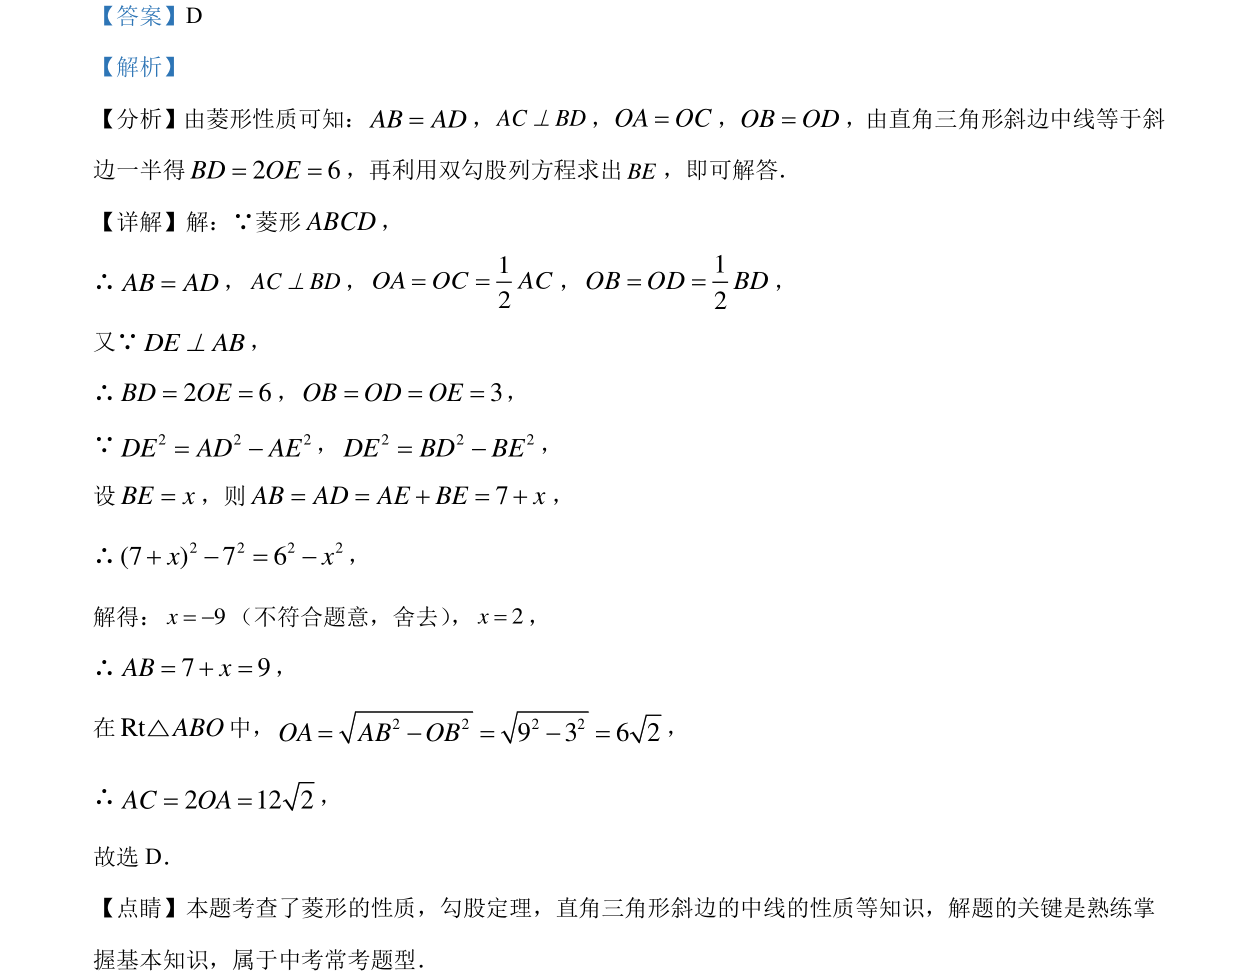 【答案】D
【解析】
【分析】由菱形性质可知：AB = AD，AC ⊥ BD，OA = OC，OB = OD，由直角三角形斜边中线等于斜
边一半得 BD = 2OE = 6，再利用双勾股列方程求出 BE，即可解答．
【详解】解：∵菱形 ABCD，
∴ AB = AD，AC ⊥ BD，OA = OC = \frac{1}{2} AC，OB = OD = \frac{1}{2} BD，
又∵ DE ⊥ AB，
∴ BD = 2OE = 6，OB = OD = OE = 3，
∵ DE² = AD² − AE²，DE² = BD² − BE²，
设 BE = x，则 AB = AD = AE + BE = 7 + x，
∴ (7 + x)² − 7² = 6² − x²，
解得：x = −9（不符合题意，舍去），x = 2，
∴ AB = 7 + x = 9，
在 Rt△ABO 中，OA = \sqrt{AB² − OB²} = \sqrt{9² − 3²} = 6\sqrt{2}，
∴ AC = 2OA = 12\sqrt{2}，
故选 D．
【点睛】本题考查了菱形的性质，勾股定理，直角三角形斜边的中线的性质等知识，解题的关键是熟练掌
握基本知识，属于中考常考题型．